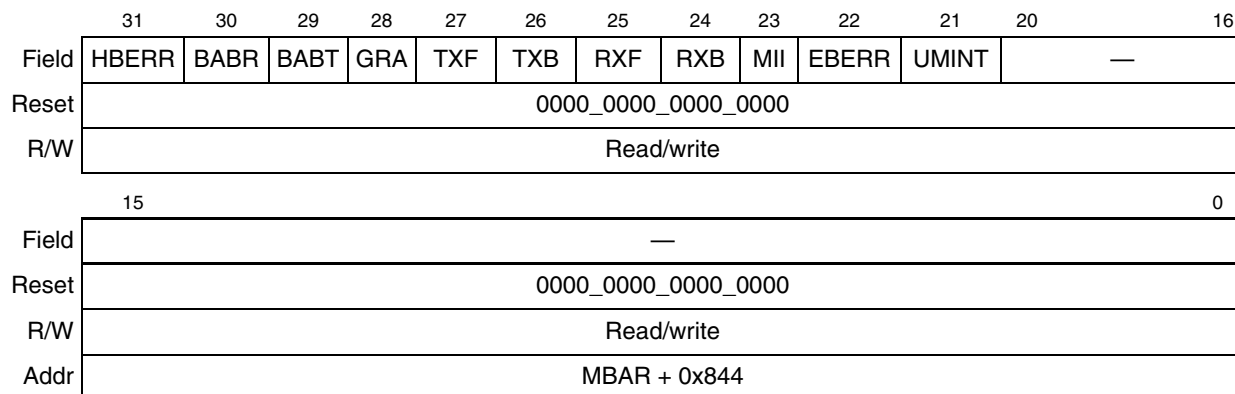 31 30 29 28 27 26 25 24 23 22 21 20 16
Field HBERR BABR BABT GRA TXF TXB RXF RXB MII EBERR UMINT —
Reset 0000_0000_0000_0000
R/W Read/write
15 0
Field —
Reset 0000_0000_0000_0000
R/W Read/write
Addr MBAR + 0x844